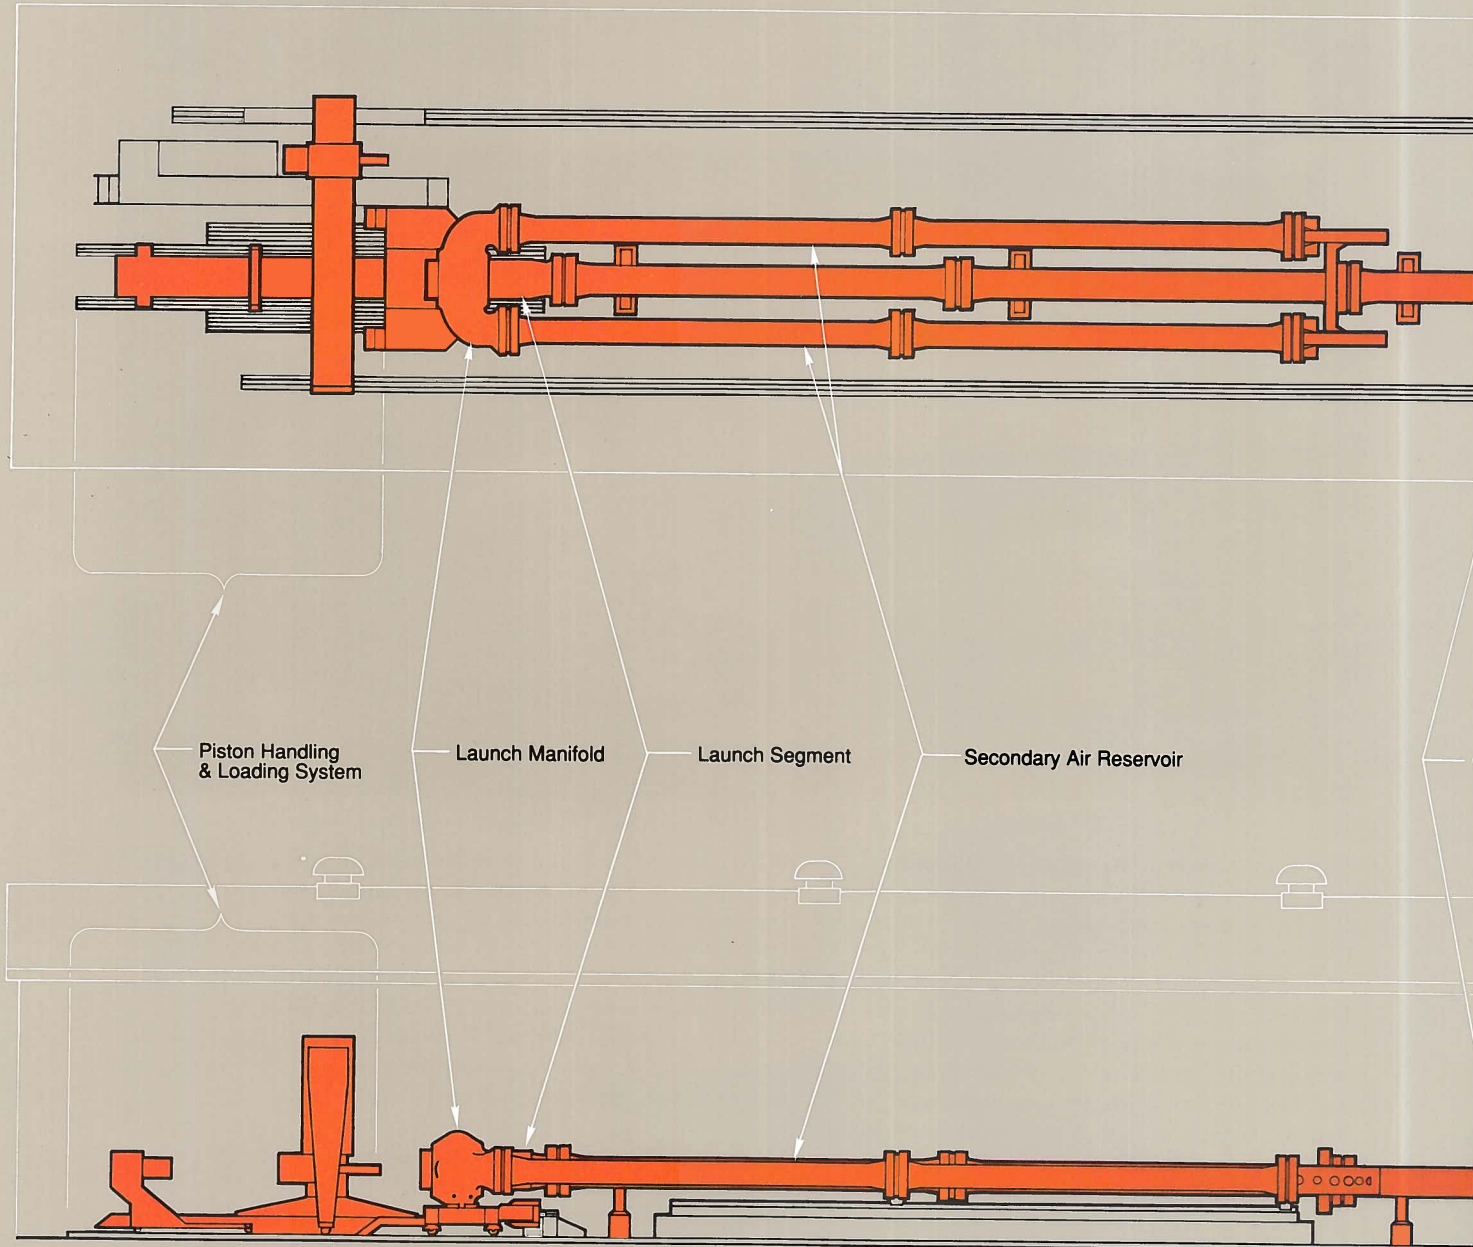 Piston Handling
& Loading System
Launch Manifold
Launch Segment
Secondary Air Reservoir